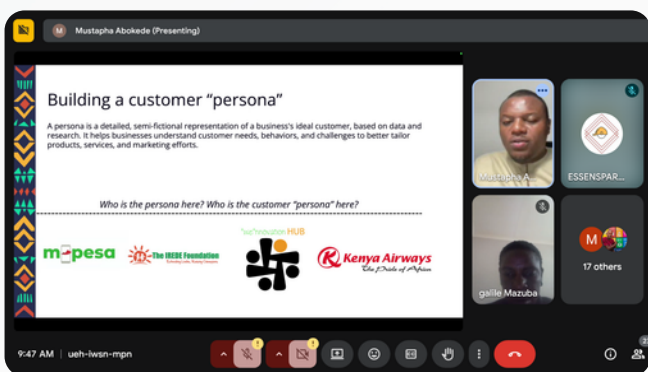 M
Mustapha Abokede (Presenting)
Building a customer “persona”
A persona is a detailed, semi-fictional representation of a business's ideal customer, based on data and
research. It helps businesses understand customer needs, behaviors, and challenges to better tailor
products, services, and marketing efforts.
Who is the persona here? Who is the customer “persona” here?
m-pesa
The IREDE Foundation
"we"nnovation HUB
Kenya Airways
The Pride of Africa
Mustapha A...
ESSENSPAR...
galile Mazuba
M
17 others
9:47 AM | ueh-iwsn-mpn